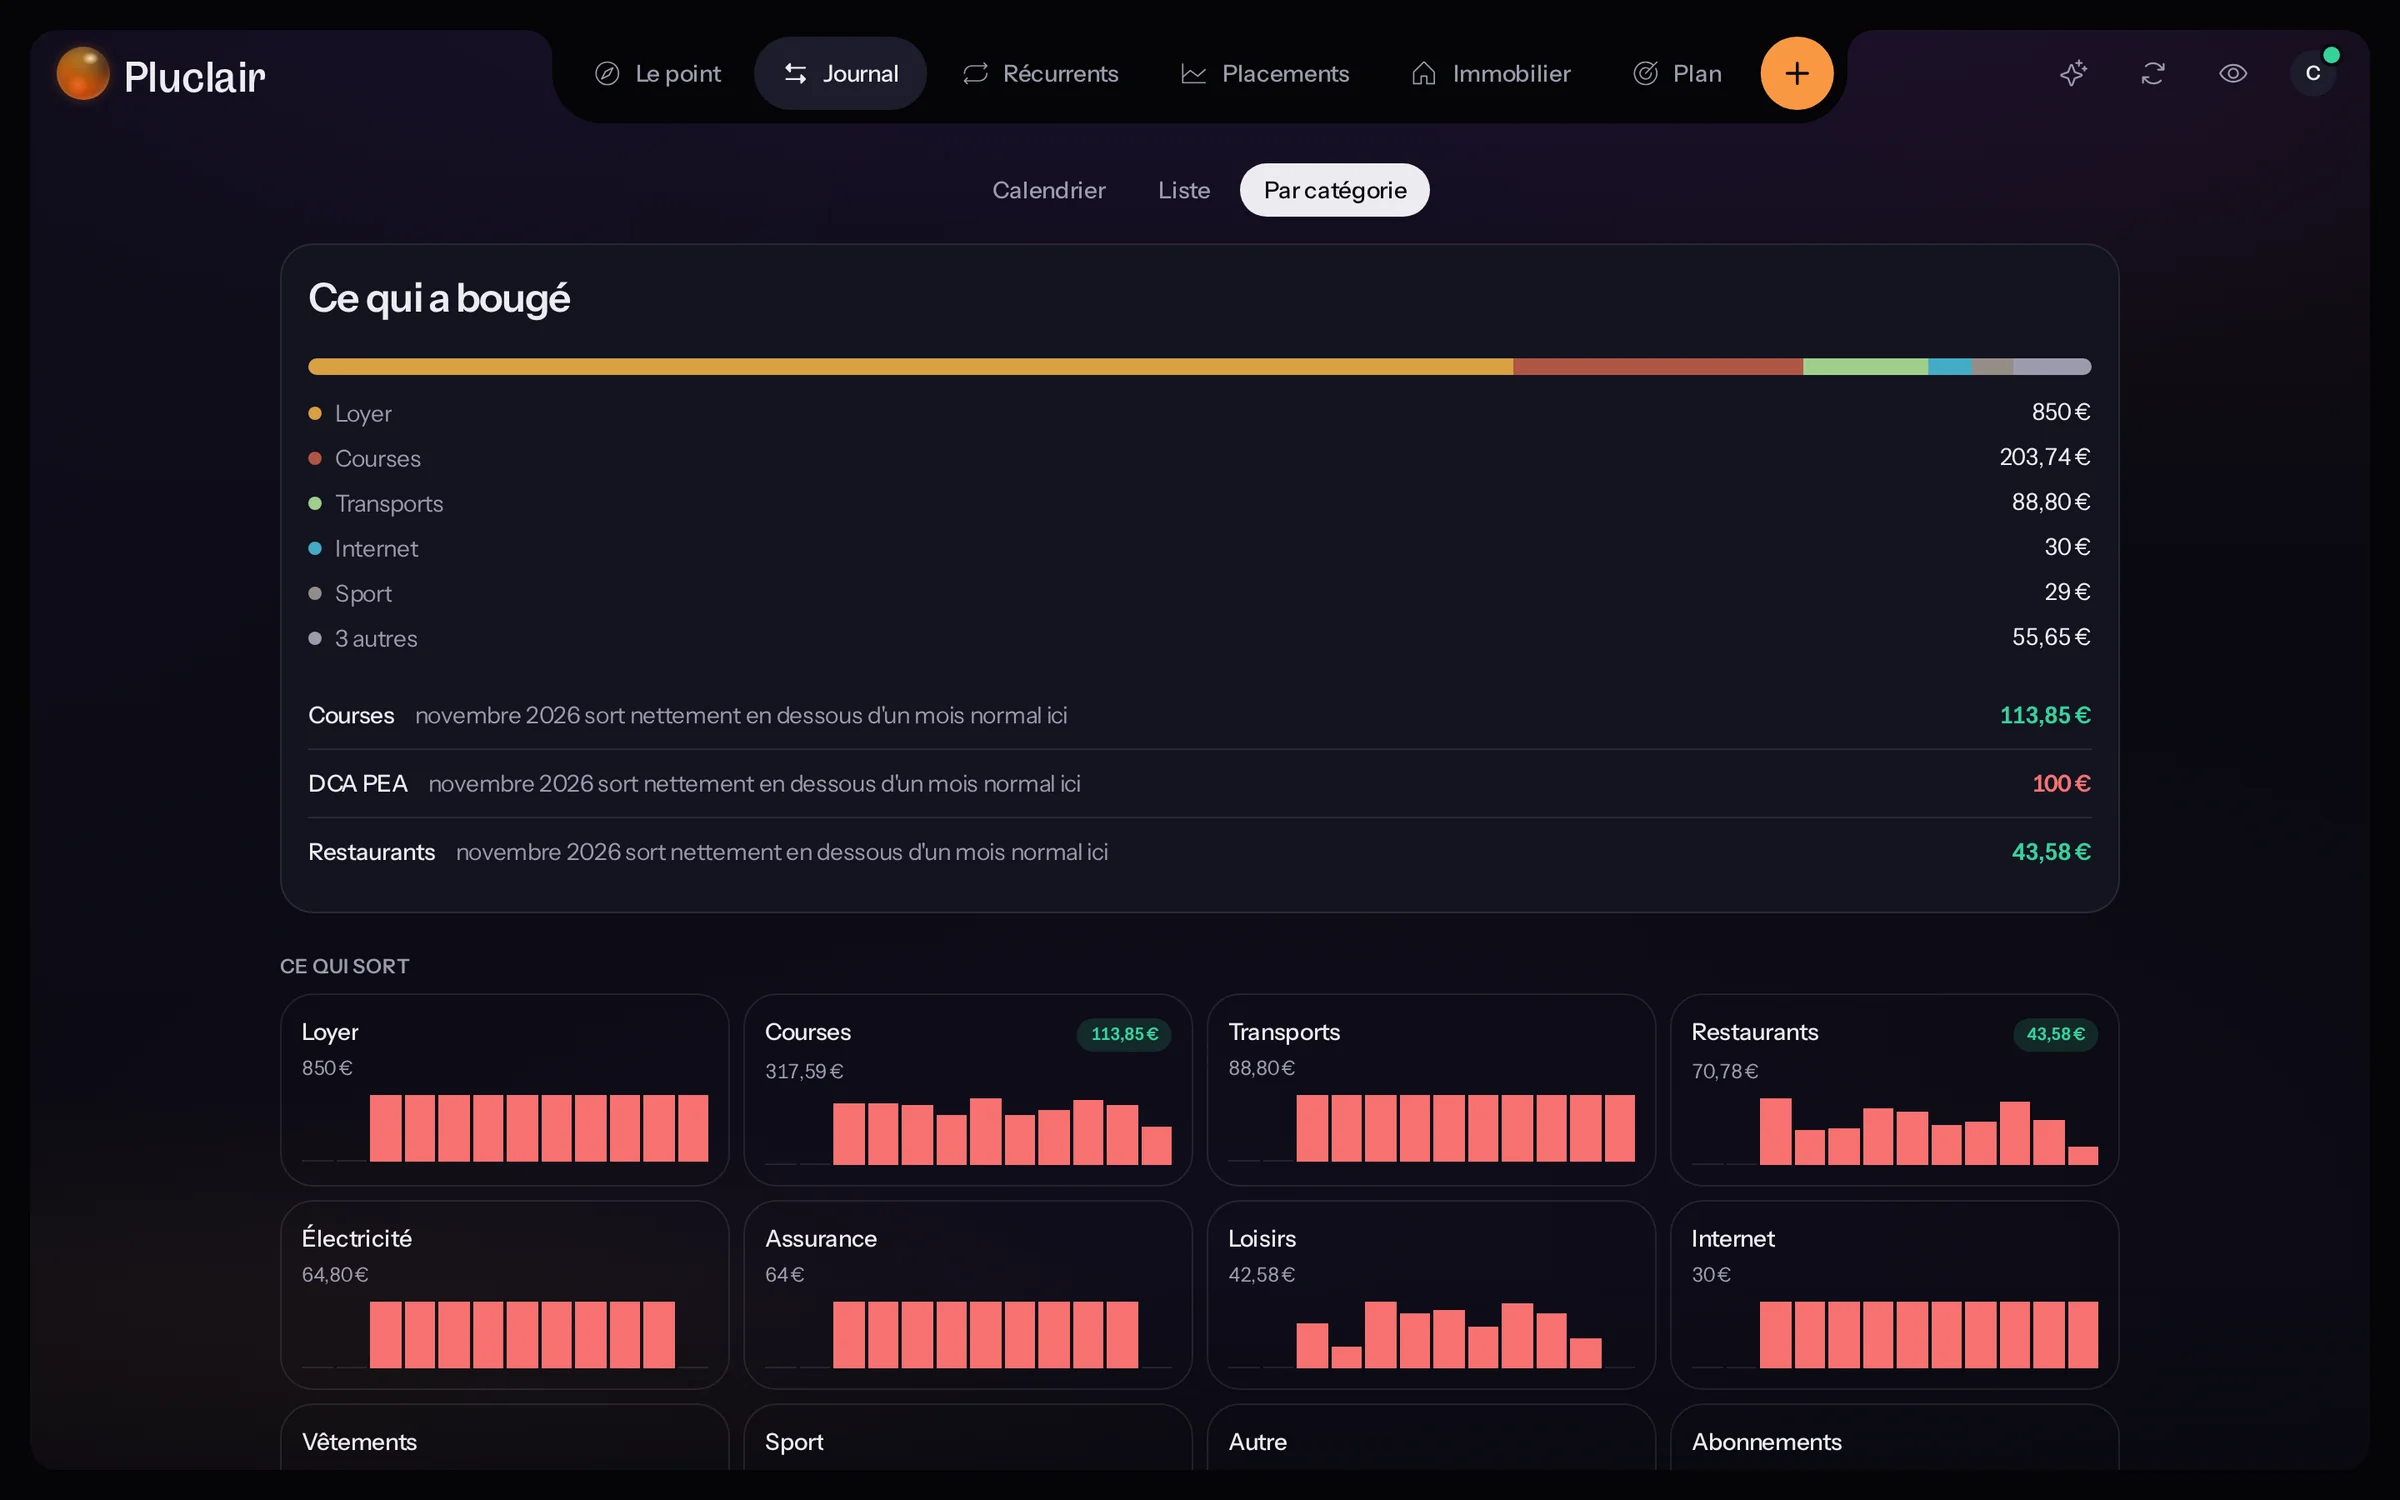 Pluclair
Le point
Journal
Récurrents
Placements
Immobilier
Plan
C
Calendrier
Liste
Par catégorie
Ce qui a bougé
Loyer 850 €
Courses 203,74 €
Transports 88,80 €
Internet 30 €
Sport 29 €
3 autres 55,65 €
Courses novembre 2026 sort nettement en dessous d'un mois normal ici 113,85 €
DCA PEA novembre 2026 sort nettement en dessous d'un mois normal ici 100 €
Restaurants novembre 2026 sort nettement en dessous d'un mois normal ici 43,58 €
CE QUI SORT
Loyer
850 €
Courses 113,85 €
317,59 €
Transports
88,80 €
Restaurants 43,58 €
70,78 €
Électricité
64,80 €
Assurance
64 €
Loisirs
42,58 €
Internet
30 €
Vêtements
Sport
Autre
Abonnements